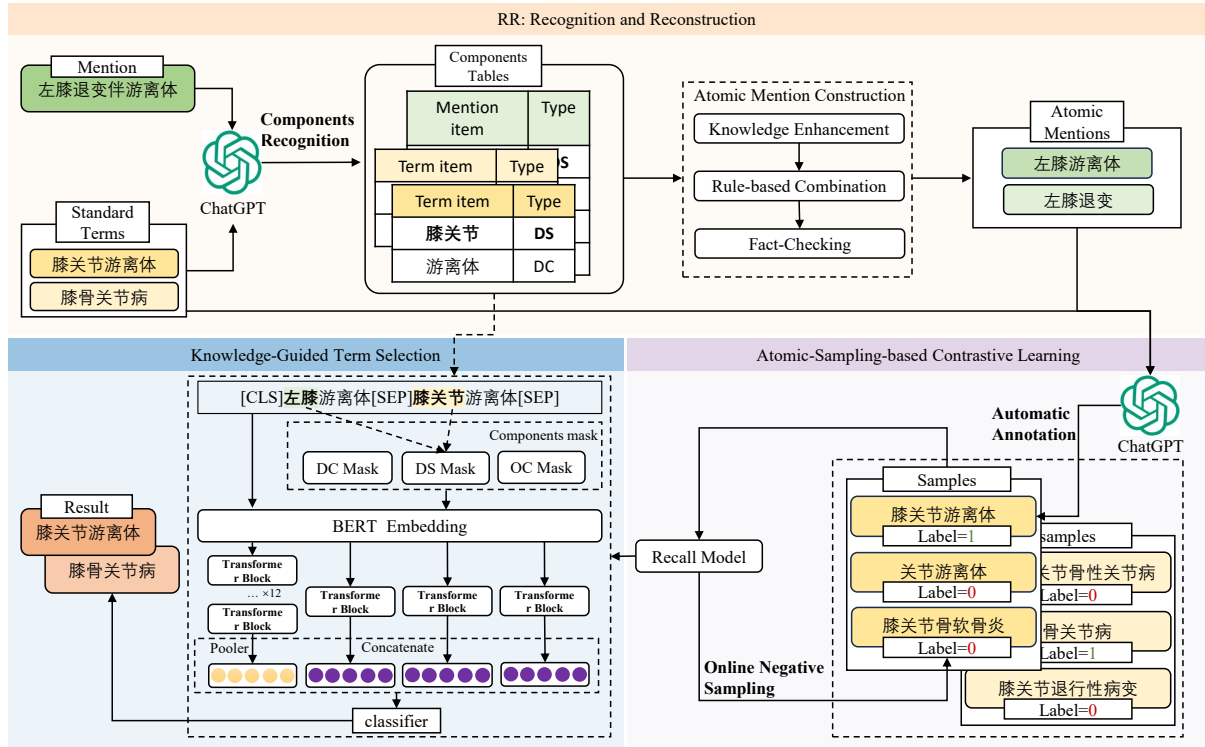 RR: Recognition and Reconstruction
Mention
左膝退变伴游离体
ChatGPT
Standard
Terms
膝关节游离体
膝骨关节病
Components
Recognition
Components
Tables
Mention
item
Type
DS
Term item
Type
Term item
Type
膝关节
DS
游离体
DC
Atomic Mention Construction
Knowledge Enhancement
Rule-based Combination
Fact-Checking
Atomic
Mentions
左膝游离体
左膝退变
Knowledge-Guided Term Selection
[CLS]左膝游离体[SEP]膝关节游离体[SEP]
Components mask
DC Mask
DS Mask
OC Mask
BERT Embedding
Transforme
r Block
... ×12
Transforme
r Block
Transforme
r Block
Transforme
r Block
Transforme
r Block
Pooler
Concatenate
classifier
Result
膝关节游离体
膝骨关节病
Atomic-Sampling-based Contrastive Learning
Automatic
Annotation
ChatGPT
Recall Model
Online Negative
Sampling
Samples
膝关节游离体
Label=1
关节游离体
Label=0
膝关节骨软骨炎
Label=0
samples
关节骨性关节病
Label=0
骨关节病
Label=1
膝关节退行性病变
Label=0